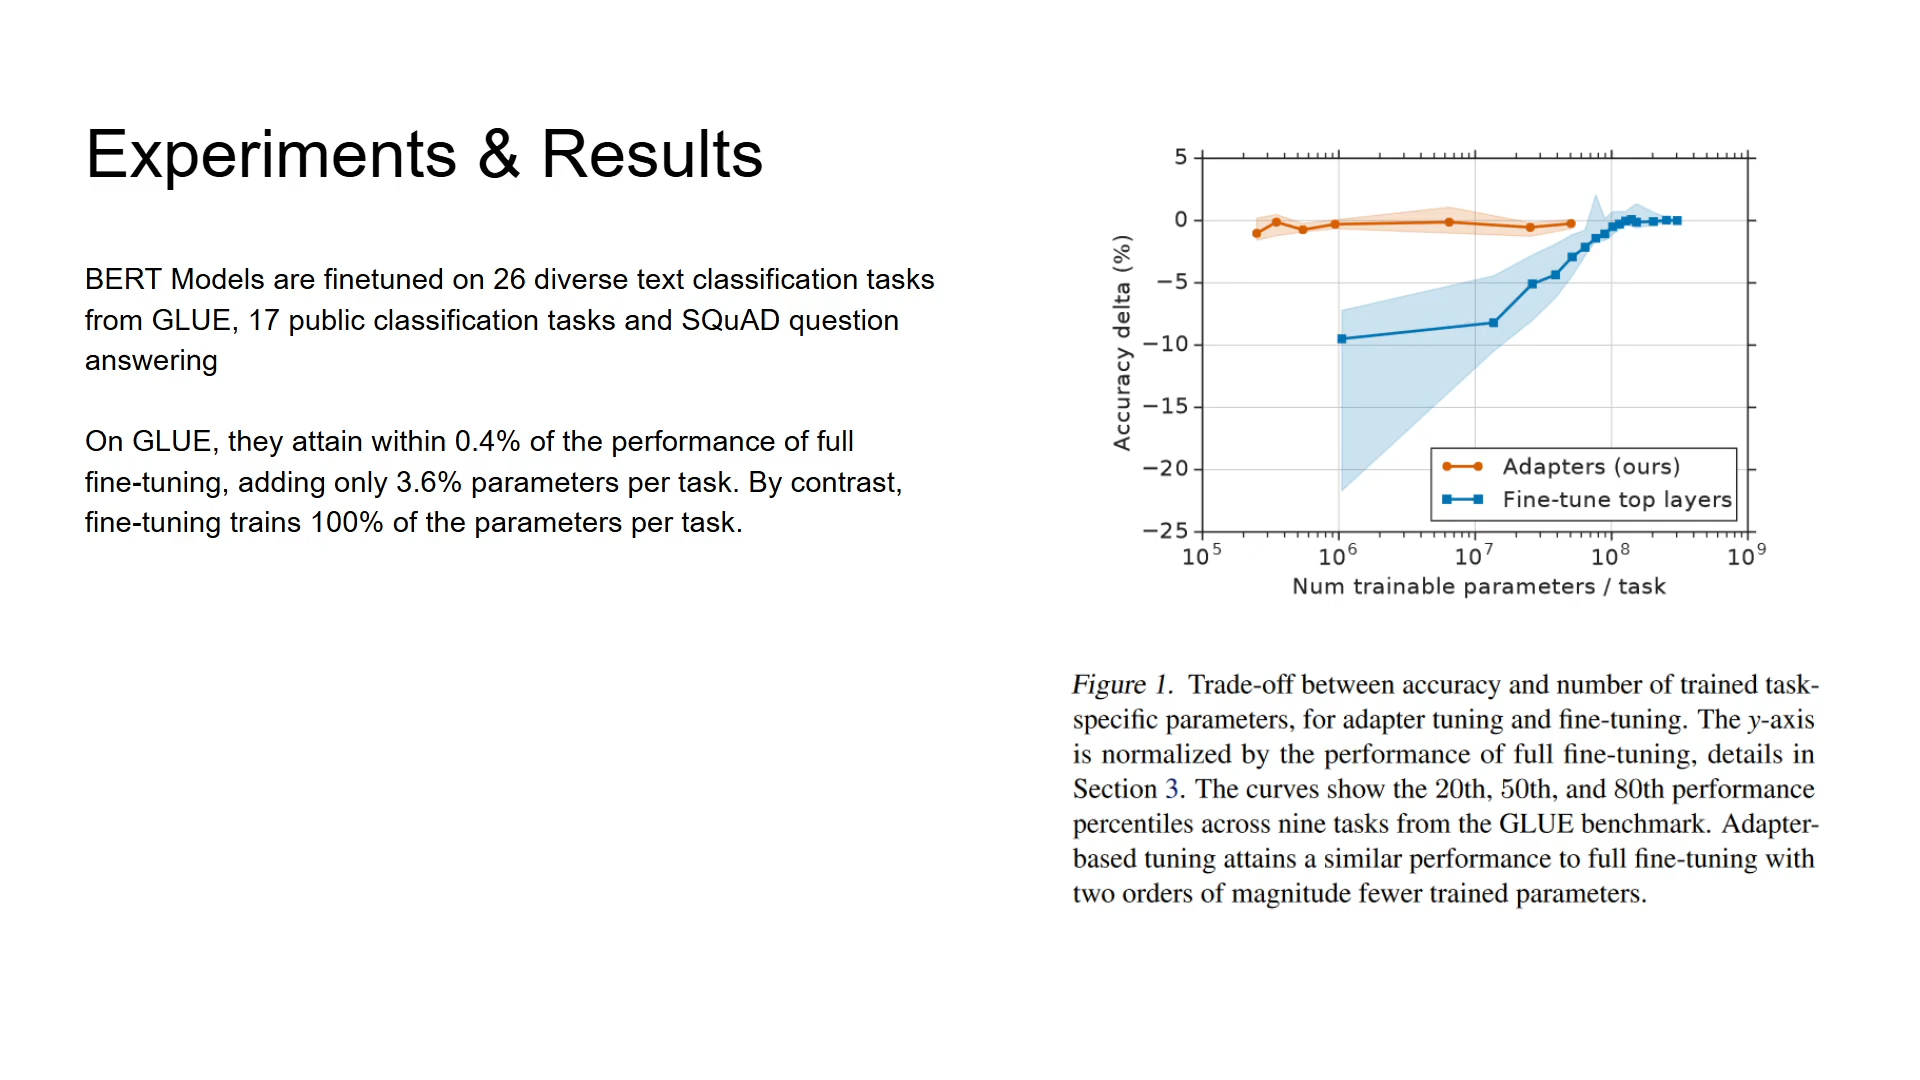 Experiments & Results
BERT Models are finetuned on 26 diverse text classification tasks
from GLUE, 17 public classification tasks and SQuAD question
answering
On GLUE, they attain within 0.4% of the performance of full
fine-tuning, adding only 3.6% parameters per task. By contrast,
fine-tuning trains 100% of the parameters per task.
5
0
−5
−10
−15
−20
−25
Accuracy delta (%)
Adapters (ours)
Fine-tune top layers
10^5 10^6 10^7 10^8 10^9
Num trainable parameters / task
Figure 1. Trade-off between accuracy and number of trained task-
specific parameters, for adapter tuning and fine-tuning. The y-axis
is normalized by the performance of full fine-tuning, details in
Section 3. The curves show the 20th, 50th, and 80th performance
percentiles across nine tasks from the GLUE benchmark. Adapter-
based tuning attains a similar performance to full fine-tuning with
two orders of magnitude fewer trained parameters.